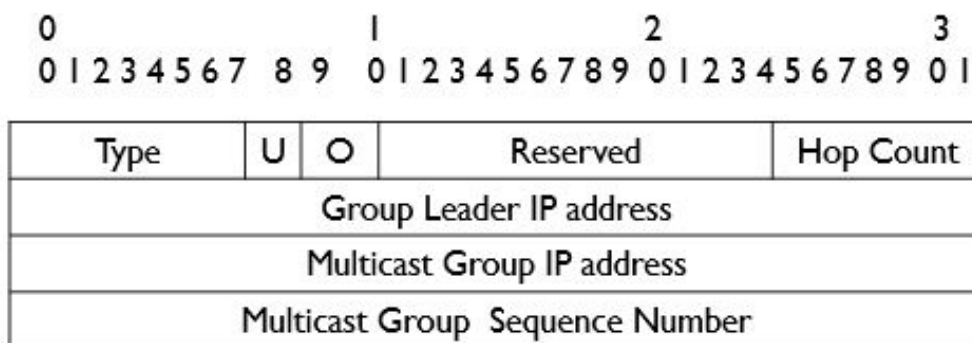 0 1 2 3
0 1 2 3 4 5 6 7 8 9 0 1 2 3 4 5 6 7 8 9 0 1 2 3 4 5 6 7 8 9 0 1
Type U O Reserved Hop Count
Group Leader IP address
Multicast Group IP address
Multicast Group Sequence Number